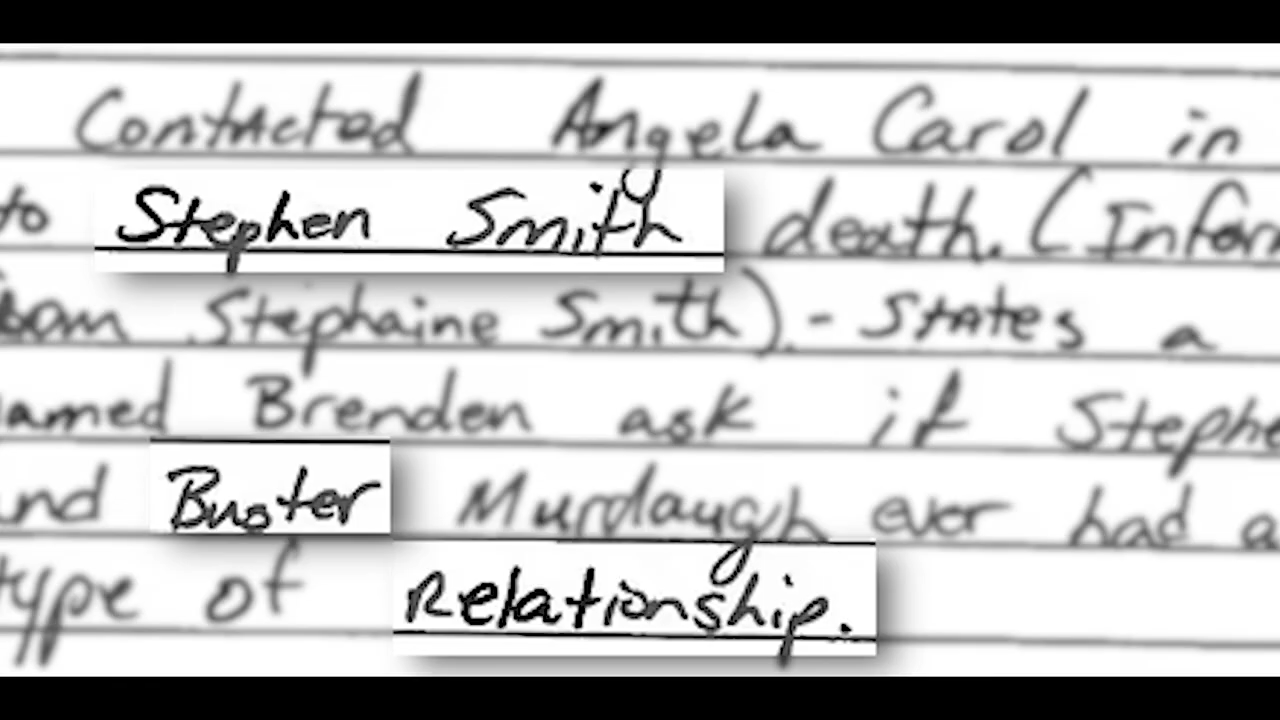 Contacted Angela Carol in
to Stephen Smith death. (Infor
Stephaine Smith). - States a
named Brenden ask if Stephe
and Buster Murdaugh ever had a
type of Relationship.